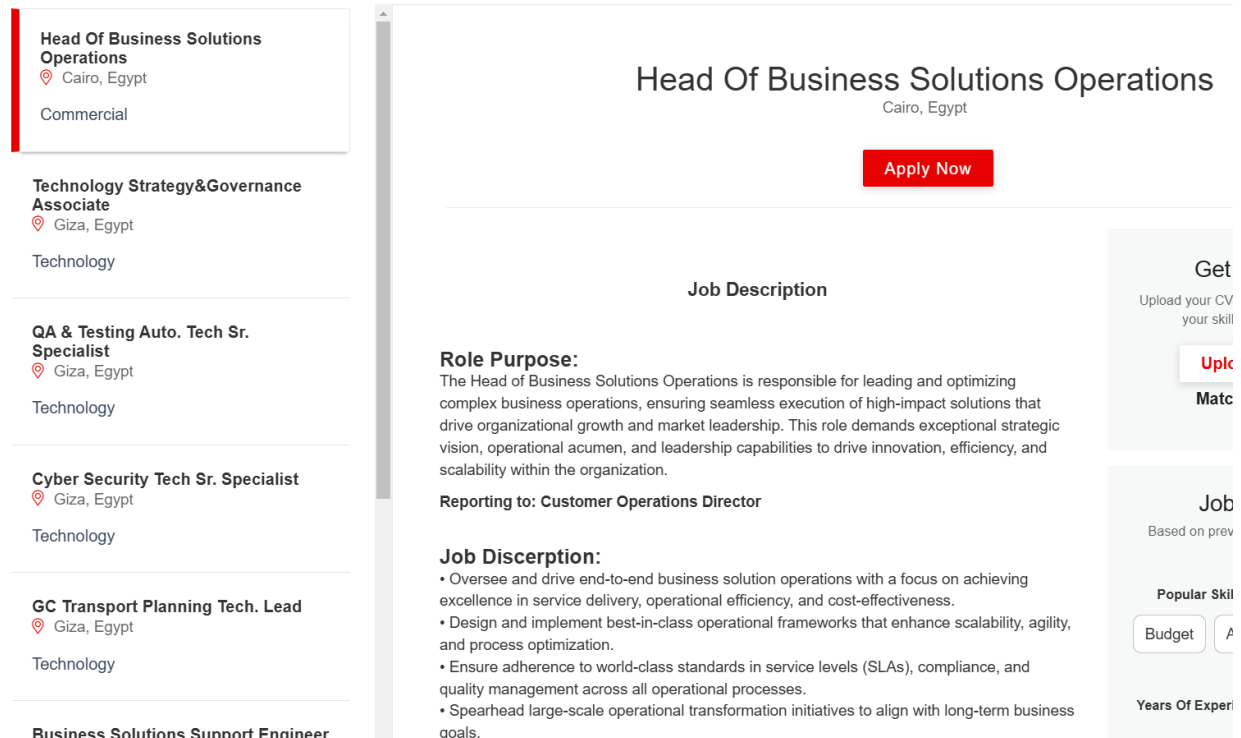 Head Of Business Solutions
Operations
Cairo, Egypt
Commercial
Technology Strategy&Governance
Associate
Giza, Egypt
Technology
QA & Testing Auto. Tech Sr.
Specialist
Giza, Egypt
Technology
Cyber Security Tech Sr. Specialist
Giza, Egypt
Technology
GC Transport Planning Tech. Lead
Giza, Egypt
Technology
Business Solutions Support Engineer
Head Of Business Solutions Operations
Cairo, Egypt
Apply Now
Job Description
Role Purpose:
The Head of Business Solutions Operations is responsible for leading and optimizing
complex business operations, ensuring seamless execution of high-impact solutions that
drive organizational growth and market leadership. This role demands exceptional strategic
vision, operational acumen, and leadership capabilities to drive innovation, efficiency, and
scalability within the organization.
Reporting to: Customer Operations Director
Job Discerption:
• Oversee and drive end-to-end business solution operations with a focus on achieving
excellence in service delivery, operational efficiency, and cost-effectiveness.
• Design and implement best-in-class operational frameworks that enhance scalability, agility,
and process optimization.
• Ensure adherence to world-class standards in service levels (SLAs), compliance, and
quality management across all operational processes.
• Spearhead large-scale operational transformation initiatives to align with long-term business
goals.
Get
Upload your CV
your skil
Uplo
Matc
Job
Based on prev
Popular Skil
Budget
Years Of Experi